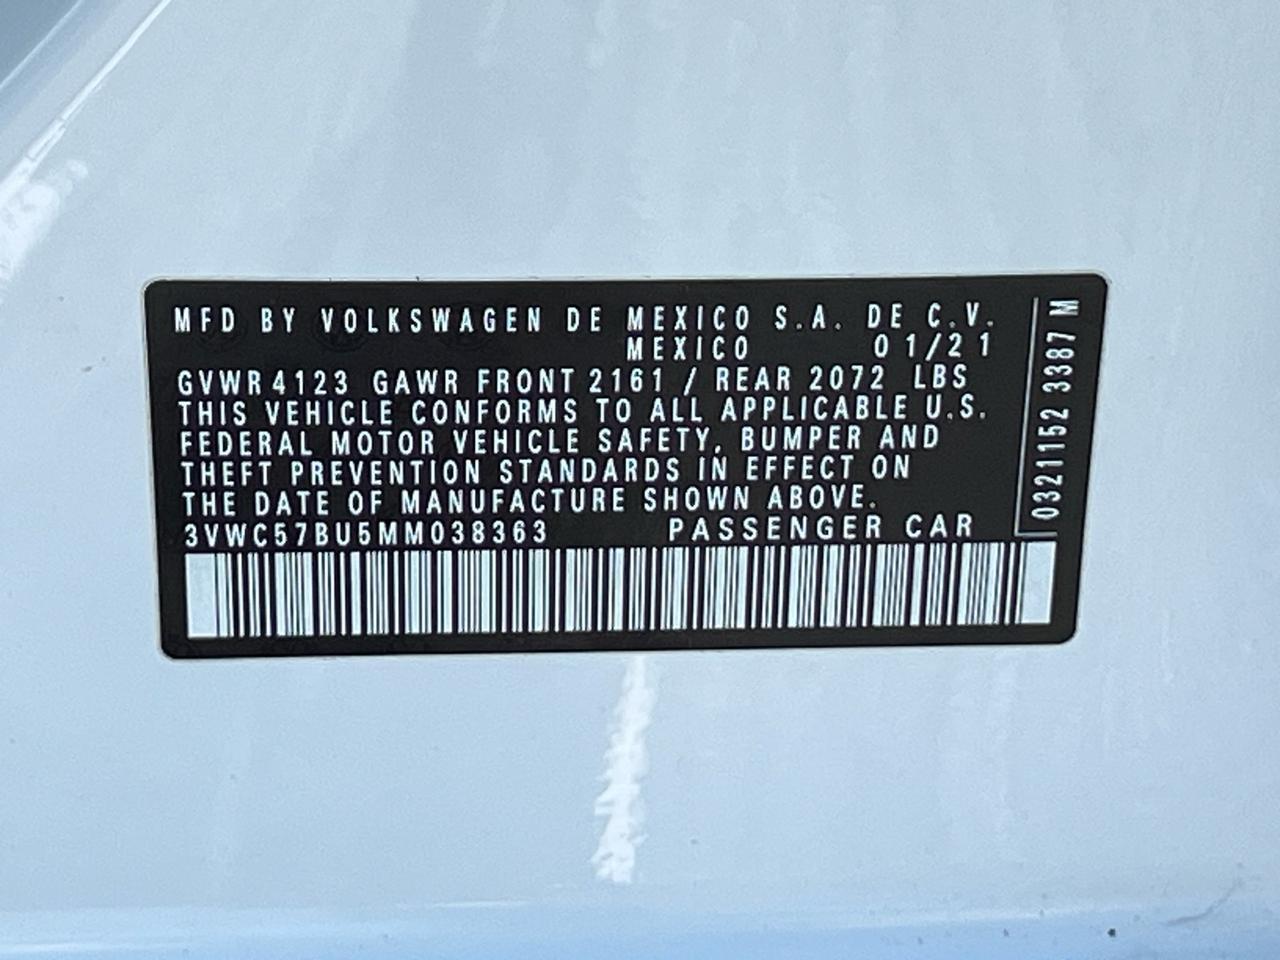 MFD BY VOLKSWAGEN DE MEXICO S.A. DE C.V.
MEXICO 01/21
GVWR 4123 GAWR FRONT 2161 / REAR 2072 LBS
THIS VEHICLE CONFORMS TO ALL APPLICABLE U.S.
FEDERAL MOTOR VEHICLE SAFETY, BUMPER AND
THEFT PREVENTION STANDARDS IN EFFECT ON
THE DATE OF MANUFACTURE SHOWN ABOVE.
3VWC57BU5MM038363 PASSENGER CAR
0321152 3387 M